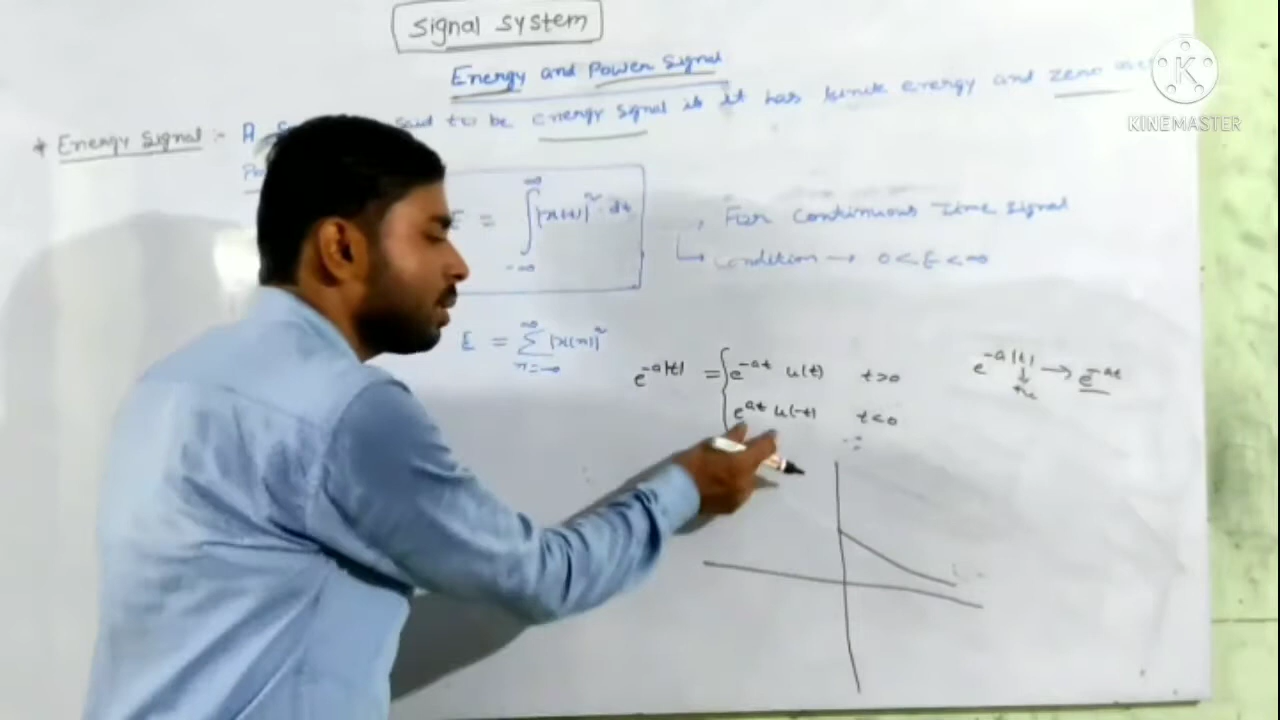 Signal system
Energy and Power Signal
* Energy Signal :- A said to be energy signal if it has finite energy and zero
E = ∫_{-∞}^{∞} |x(t)|² · dt , For continuous time signal
↳ condition → 0 < E < ∞
E = Σ_{n=-∞}^{∞} |x(n)|²
e^{-a|t|} = { e^{-at} u(t) t>0
e^{at} u(-t) t<0
e^{-a|t|} → e^{-at}
KINEMASTER